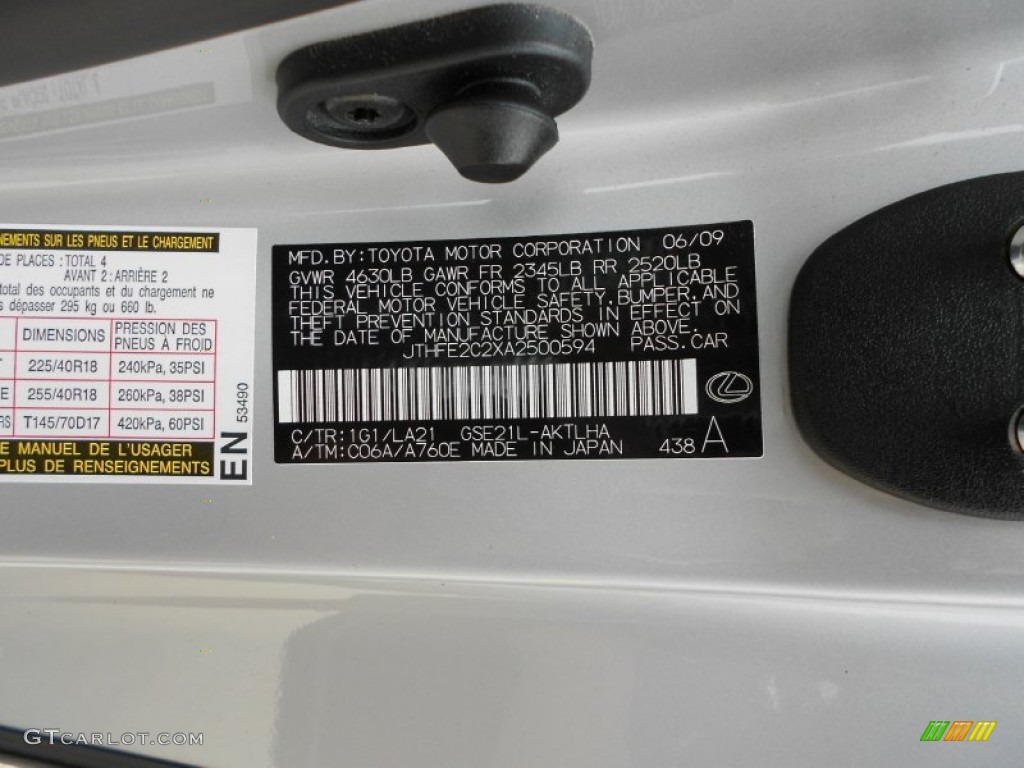 NEMENTS SUR LES PNEUS ET LE CHARGEMENT
DE PLACES : TOTAL 4
AVANT 2 : ARRIÈRE 2
total des occupants et du chargement ne
s dépasser 295 kg ou 660 lb.
DIMENSIONS PRESSION DES PNEUS À FROID
T 225/40R18 240kPa, 35PSI
E 255/40R18 260kPa, 38PSI
RS T145/70D17 420kPa, 60PSI
E MANUEL DE L'USAGER
PLUS DE RENSEIGNEMENTS
EN 53490
MFD.BY:TOYOTA MOTOR CORPORATION 06/09
GVWR 4630LB GAWR FR 2345LB RR 2520LB
THIS VEHICLE CONFORMS TO ALL APPLICABLE
FEDERAL MOTOR VEHICLE SAFETY,BUMPER,AND
THEFT PREVENTION STANDARDS IN EFFECT ON
THE DATE OF MANUFACTURE SHOWN ABOVE.
JTHFE2C2XA2500594 PASS.CAR
C/TR:1G1/LA21 GSE21L-AKTLHA
A/TM:C06A/A760E MADE IN JAPAN 438 A
GTCARLOT.COM